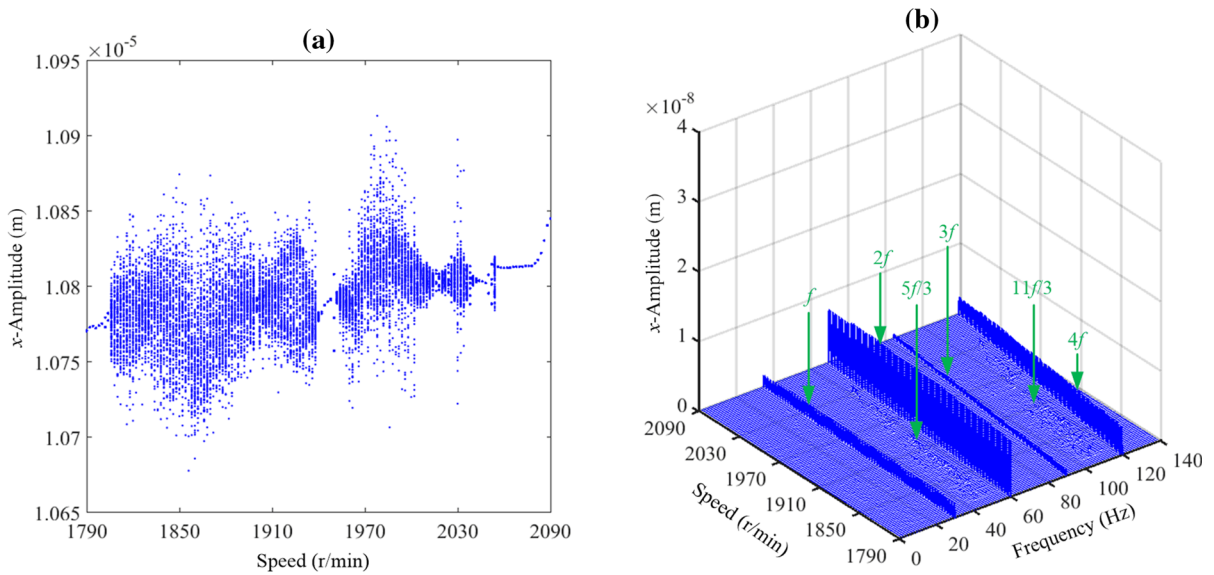 (a)
×10⁻⁵
1.095
1.09
1.085
1.08
1.075
1.07
1.065
x-Amplitude (m)
1790 1850 1910 1970 2030 2090
Speed (r/min)
(b)
×10⁻⁸
4
3
2
1
0
x-Amplitude (m)
f
2f
5f/3
3f
11f/3
4f
2090
2030
1970
1910
1850
1790
Speed (r/min)
0 20 40 60 80 100 120 140
Frequency (Hz)